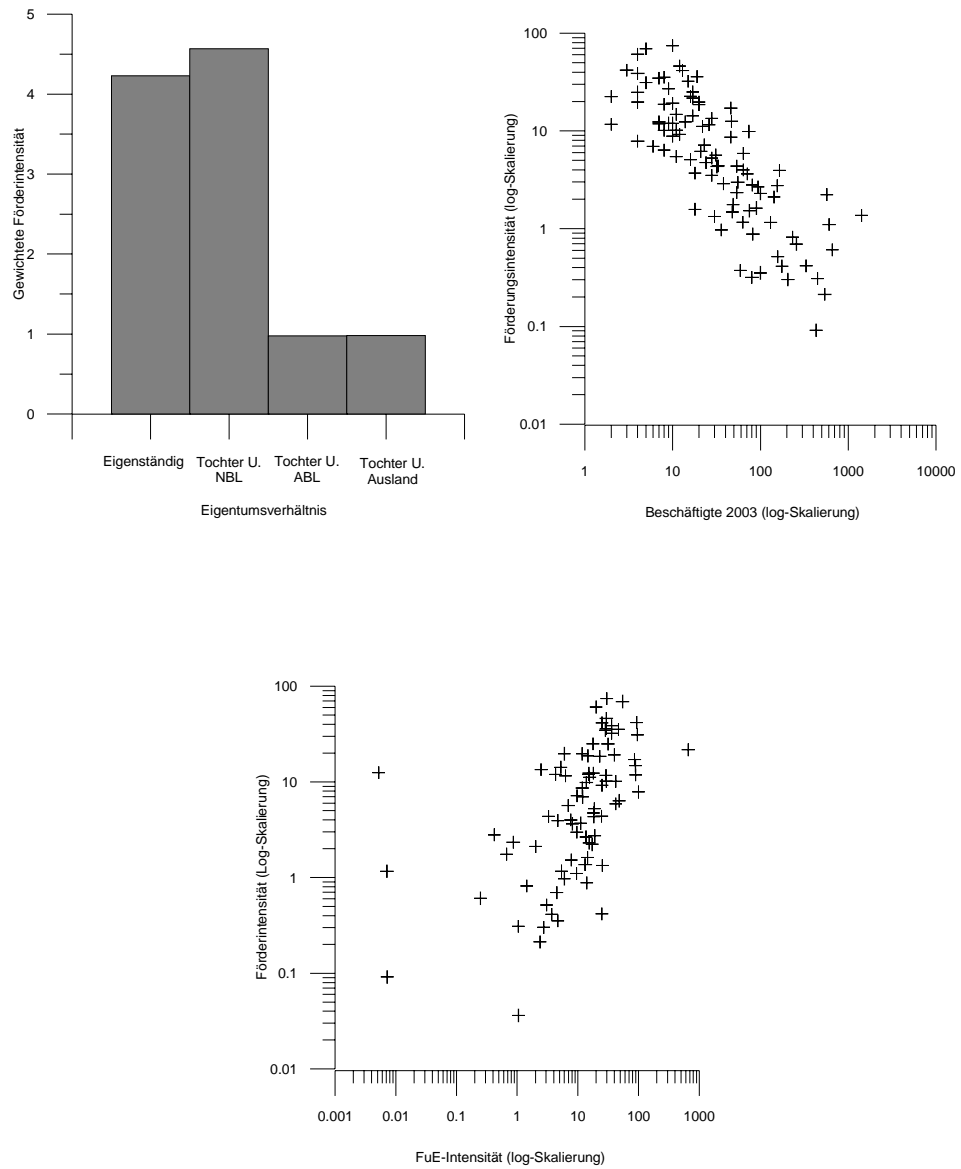 5
4
3
2
1
0
Gewichtete Förderintensität
Eigenständig
Tochter U.
NBL
Tochter U.
ABL
Tochter U.
Ausland
Eigentumsverhältnis
100
10
1
0.1
0.01
Förderungsintensität (log-Skalierung)
1 10 100 1000 10000
Beschäftigte 2003 (log-Skalierung)
100
10
1
0.1
0.01
Förderintensität (Log-Skalierung)
0.001 0.01 0.1 1 10 100 1000
FuE-Intensität (log-Skalierung)